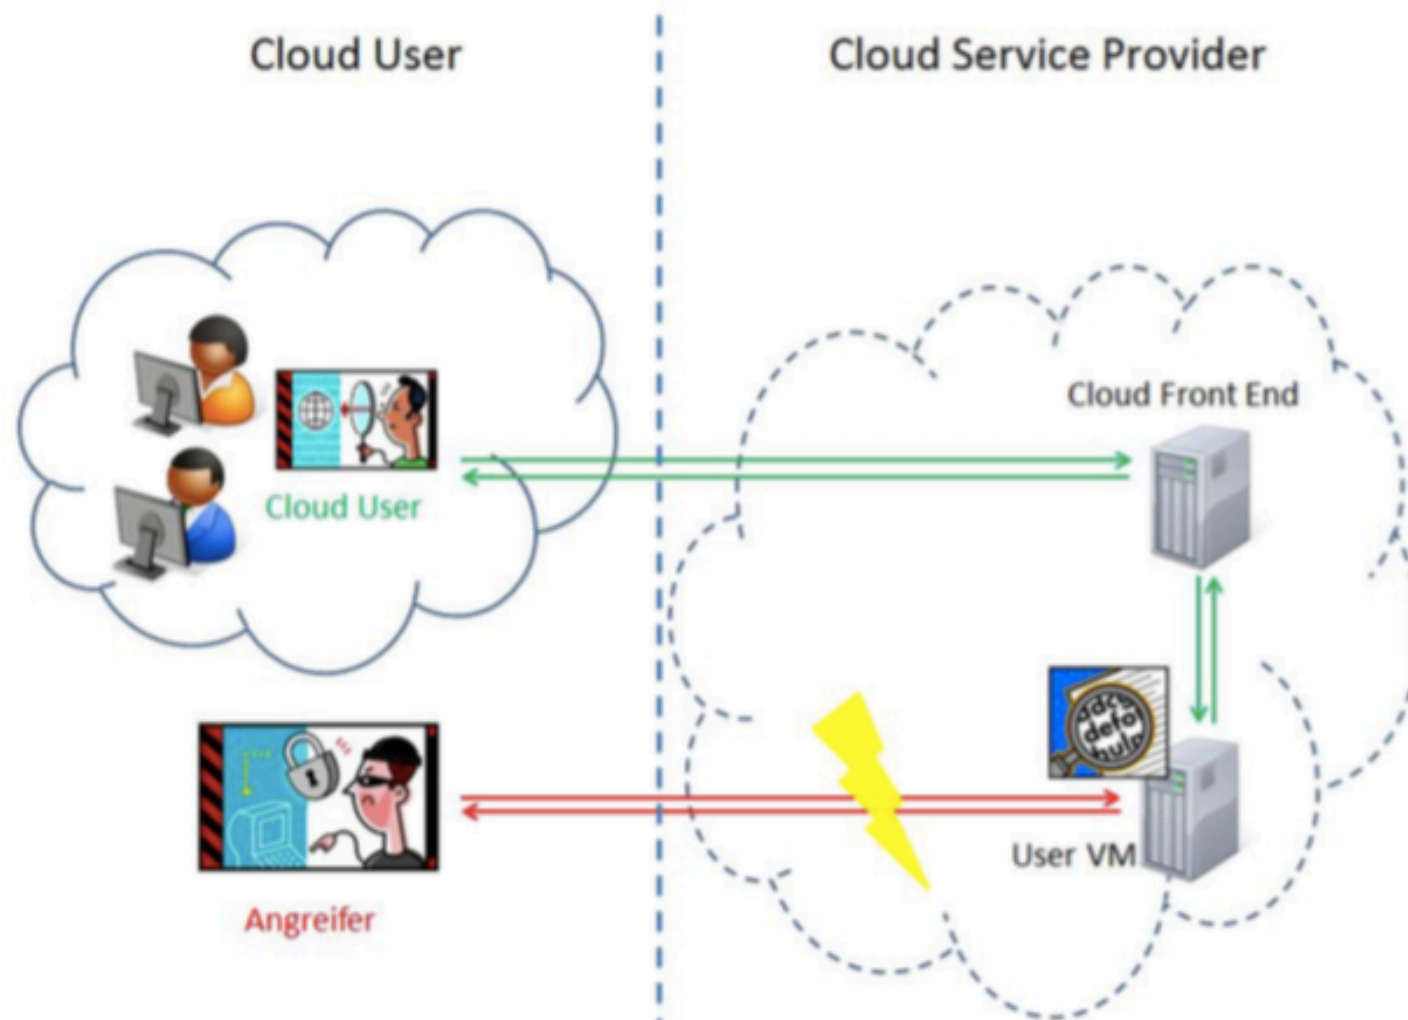 Cloud User
Cloud Service Provider
Cloud Front End
Cloud User
User VM
Angreifer